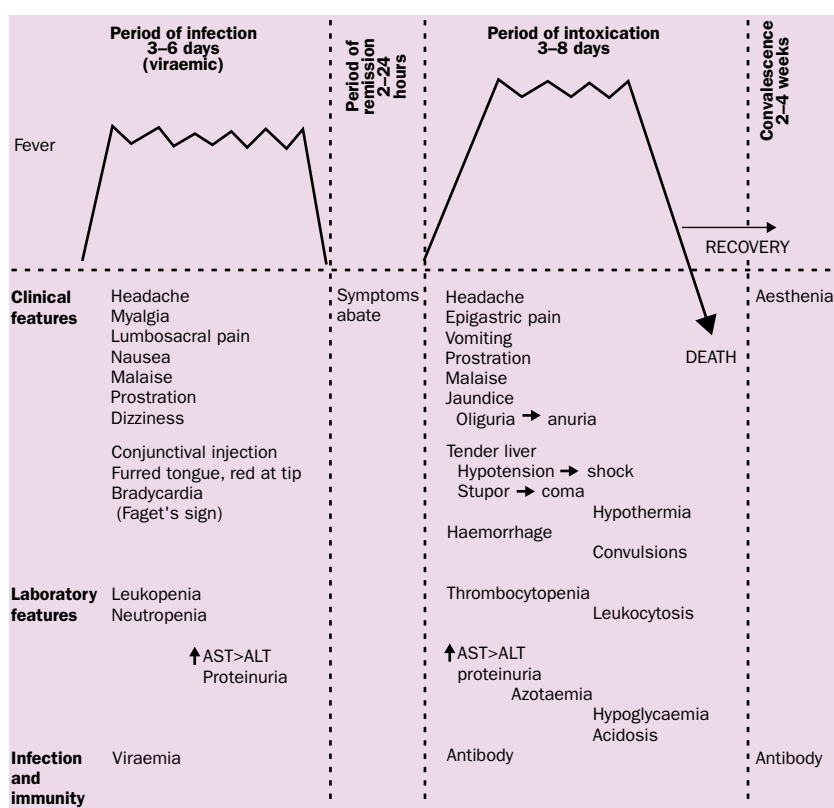 Period of infection
3–6 days
(viraemic)
Period of
remission
2–24
hours
Period of intoxication
3–8 days
Convalescence
2–4 weeks
Fever
RECOVERY
DEATH
Clinical
features
Headache
Myalgia
Lumbosacral pain
Nausea
Malaise
Prostration
Dizziness
Conjunctival injection
Furred tongue, red at tip
Bradycardia
(Faget's sign)
Symptoms
abate
Headache
Epigastric pain
Vomiting
Prostration
Malaise
Jaundice
Oliguria → anuria
Tender liver
Hypotension → shock
Stupor → coma
Hypothermia
Haemorrhage
Convulsions
Aesthenia
Laboratory
features
Leukopenia
Neutropenia
↑AST>ALT
Proteinuria
Thrombocytopenia
Leukocytosis
↑AST>ALT
proteinuria
Azotaemia
Hypoglycaemia
Acidosis
Infection
and
immunity
Viraemia
Antibody
Antibody